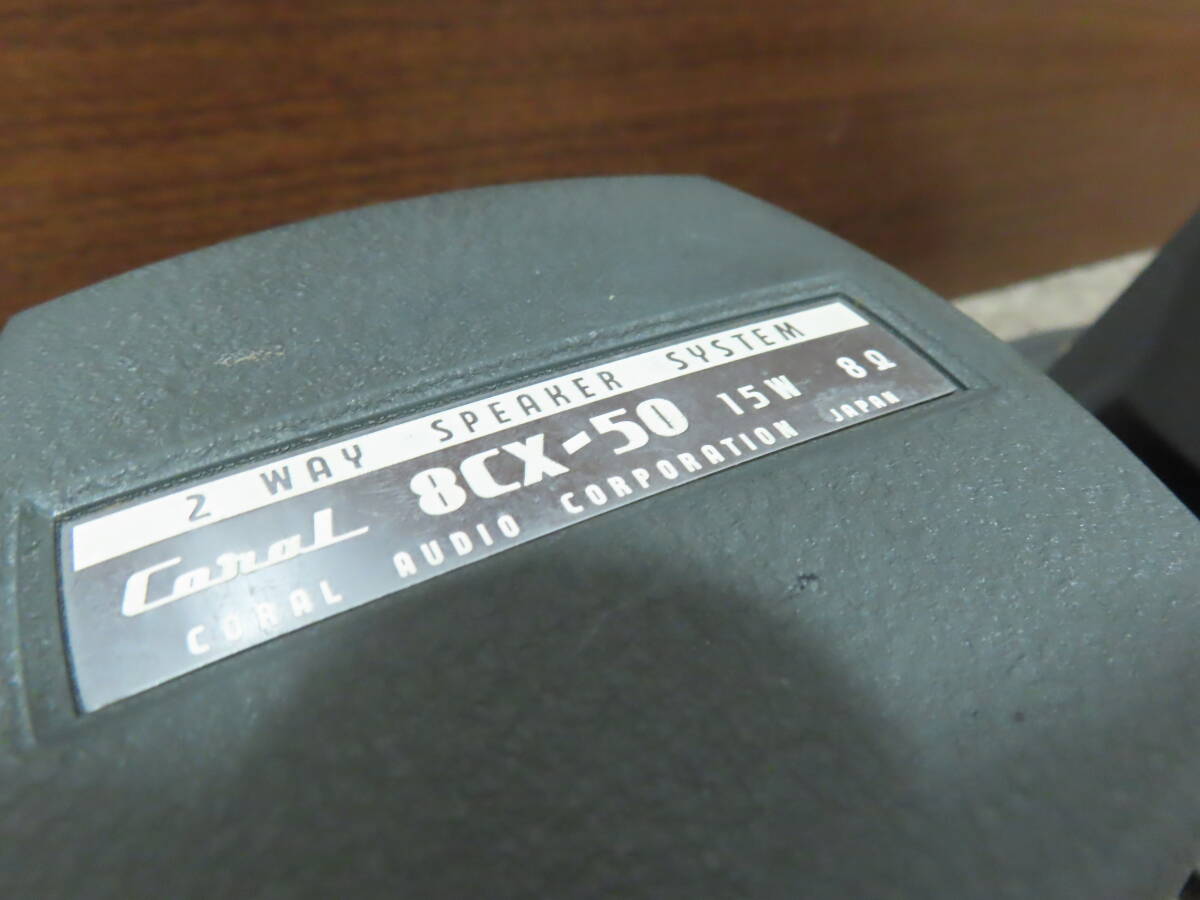 2 WAY SPEAKER SYSTEM
Coral 8CX-50 15W 8Ω
CORAL AUDIO CORPORATION JAPAN